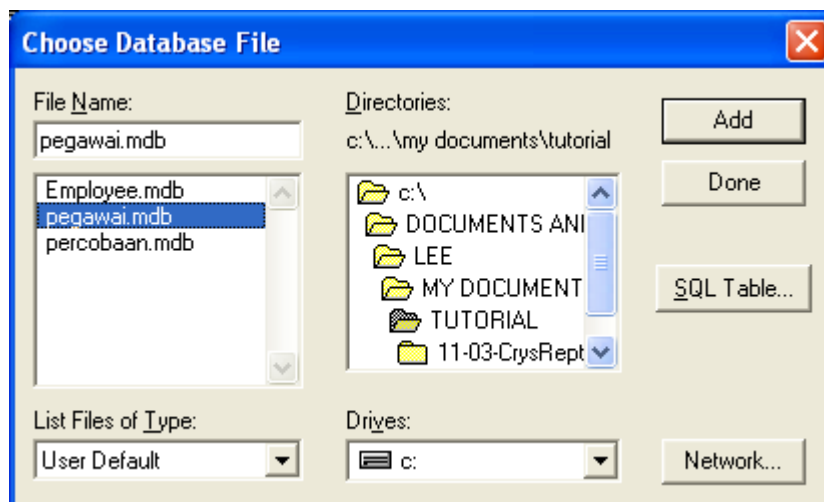 Choose Database File
File Name:
pegawai.mdb
Employee.mdb
pegawai.mdb
percobaan.mdb
List Files of Type:
User Default
Directories:
c:\...\my documents\tutorial
c:\
DOCUMENTS AN
LEE
MY DOCUMENT
TUTORIAL
11-03-CrysRept
Drives:
c:
Add
Done
SQL Table...
Network...